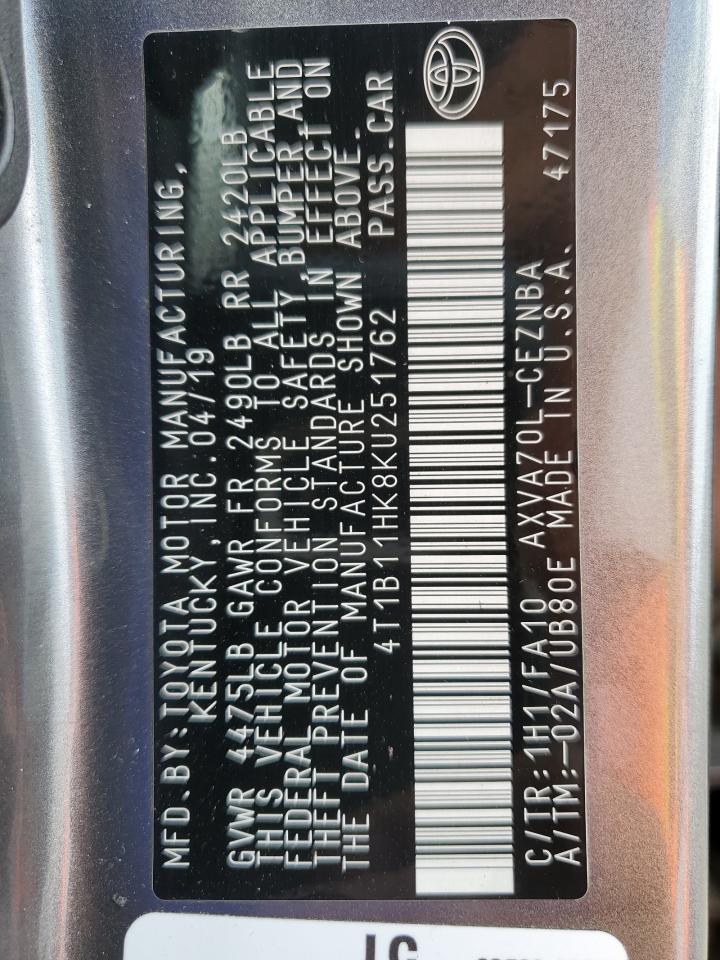 MFD.BY:TOYOTA MOTOR MANUFACTURING,
KENTUCKY,INC.04/19
GVWR 4475LB GAWR FR 2490LB RR 2420LB
THIS VEHICLE CONFORMS TO ALL APPLICABLE
FEDERAL MOTOR VEHICLE SAFETY,BUMPER,AND
THEFT PREVENTION STANDARDS IN EFFECT ON
THE DATE OF MANUFACTURE SHOWN ABOVE.
4T1B11HK8KU251762 PASS.CAR
C/TR:1H1/FA10 AXVA70L-CEZNBA
A/TM:-02A/UB80E MADE IN U.S.A. 47175